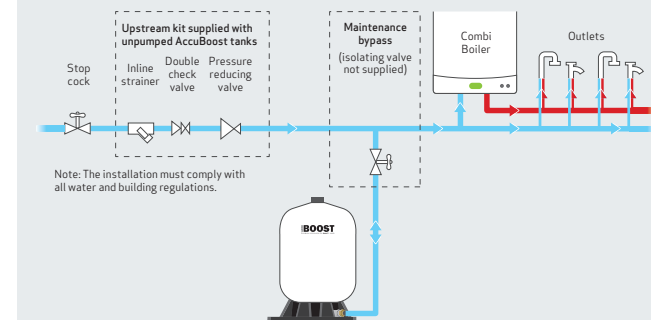 Upstream kit supplied with
unpumped AccuBoost tanks
Stop
cock
Inline
strainer
Double
check
valve
Pressure
reducing
valve
Maintenance
bypass
(isolating valve
not supplied)
Combi
Boiler
Outlets
Note: The installation must comply with
all water and building regulations.
BOOST